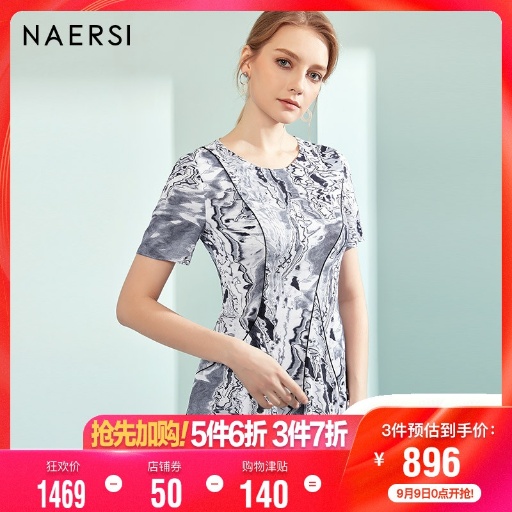 NAERSI
抢先加购! 5件6折 3件7折
3件预估到手价:
狂欢价 店铺券 购物津贴
1469 - 50 - 140 = ¥ 896
9月9日0点开抢!